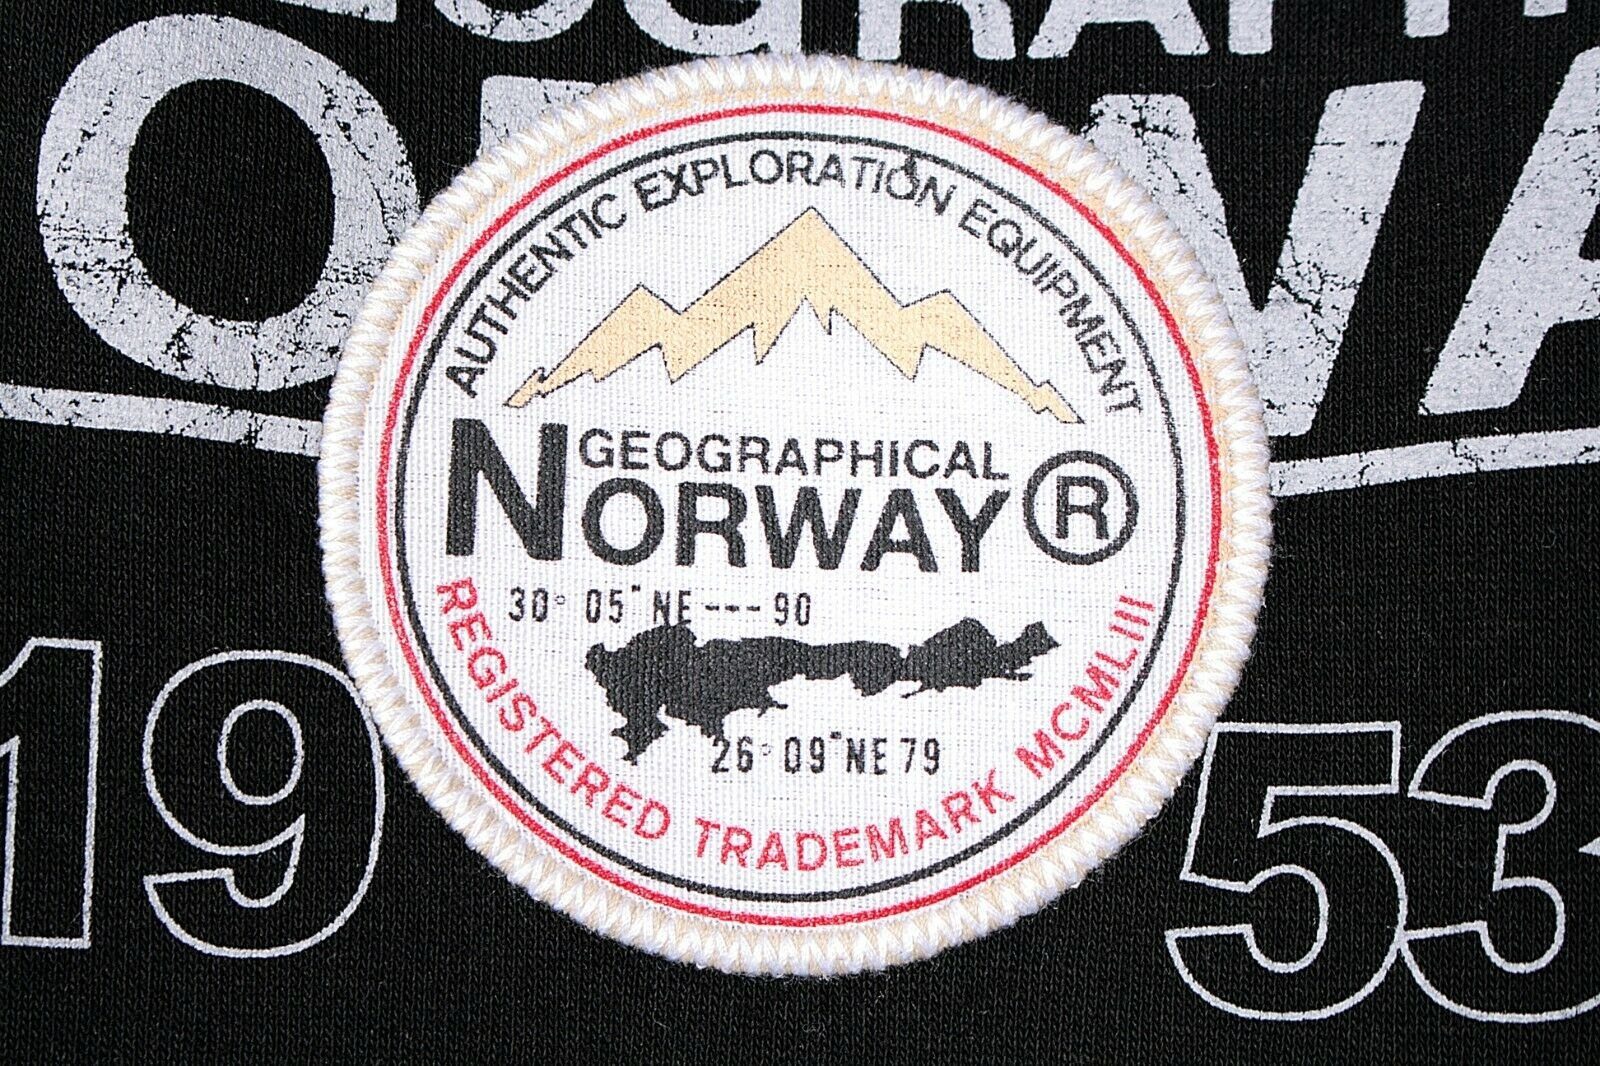 AUTHENTIC EXPLORATION EQUIPMENT
GEOGRAPHICAL
NORWAY ®
30° 05" NE --- 90
26° 09" NE 79
REGISTERED TRADEMARK MCMLIII
19 53